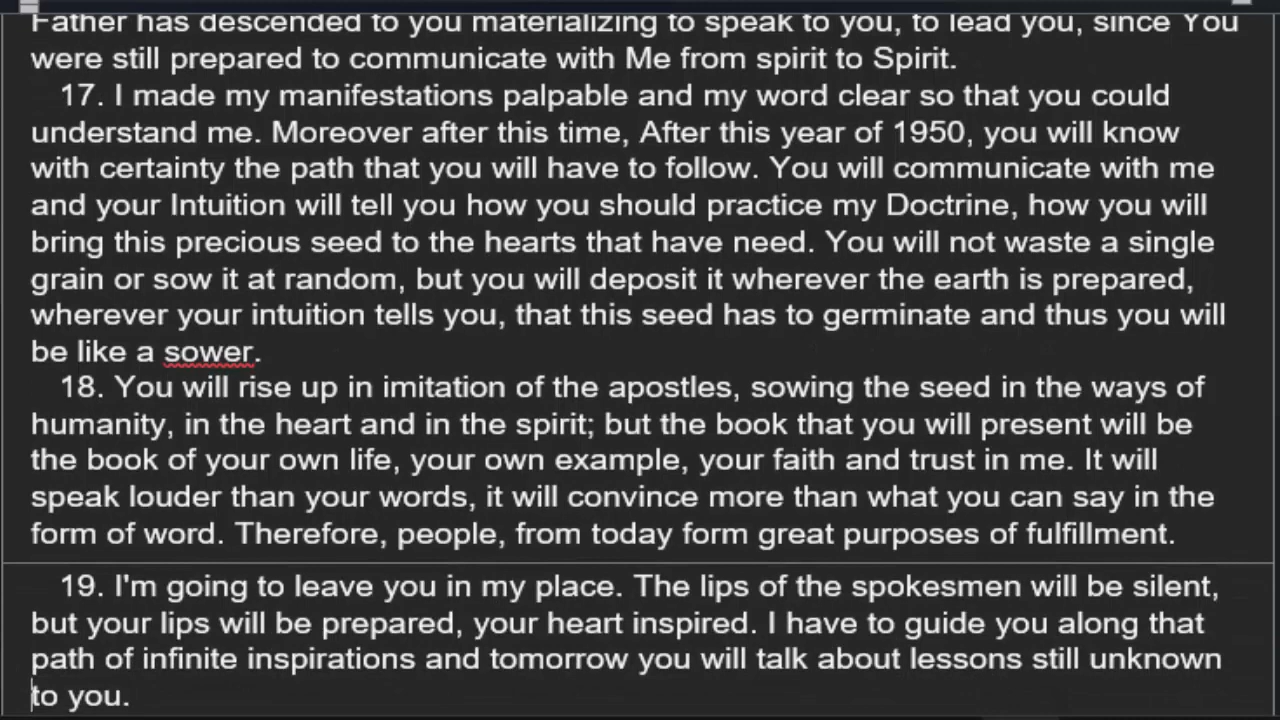 Father has descended to you materializing to speak to you, to lead you, since You
were still prepared to communicate with Me from spirit to Spirit.
17. I made my manifestations palpable and my word clear so that you could
understand me. Moreover after this time, After this year of 1950, you will know
with certainty the path that you will have to follow. You will communicate with me
and your Intuition will tell you how you should practice my Doctrine, how you will
bring this precious seed to the hearts that have need. You will not waste a single
grain or sow it at random, but you will deposit it wherever the earth is prepared,
wherever your intuition tells you, that this seed has to germinate and thus you will
be like a sower.
18. You will rise up in imitation of the apostles, sowing the seed in the ways of
humanity, in the heart and in the spirit; but the book that you will present will be
the book of your own life, your own example, your faith and trust in me. It will
speak louder than your words, it will convince more than what you can say in the
form of word. Therefore, people, from today form great purposes of fulfillment.
19. I'm going to leave you in my place. The lips of the spokesmen will be silent,
but your lips will be prepared, your heart inspired. I have to guide you along that
path of infinite inspirations and tomorrow you will talk about lessons still unknown
to you.